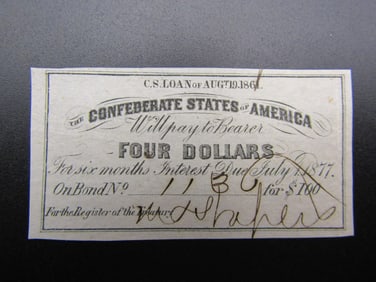 C.S. LOAN OF AUGT. 19. 1861.
THE CONFEDERATE STATES OF AMERICA
Will pay to Bearer
FOUR DOLLARS
For six months Interest Due July 1. 1877.
On Bond No. 1136 for $100
For the Register of the Treasury